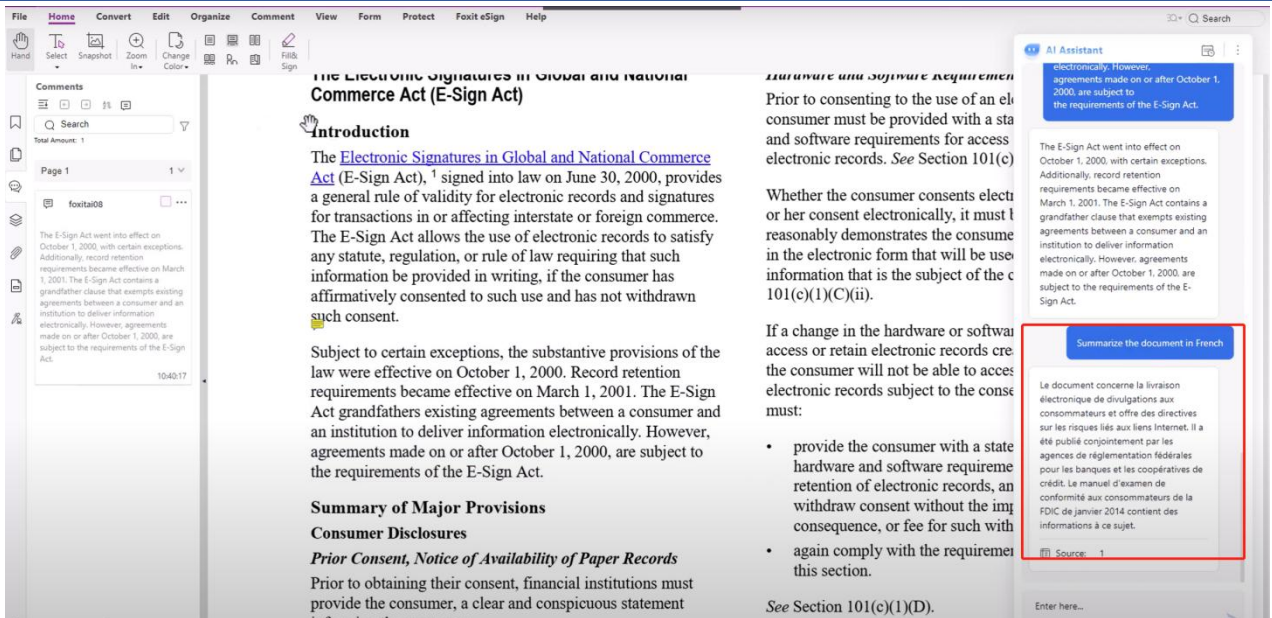 File Home Convert Edit Organize Comment View Form Protect Foxit eSign Help
Search
Hand
Select
Snapshot
Zoom
In
Change
Color
Fill&
Sign
Comments
Search
Total Amount: 1
Page 1 1
foxitai08
The E-Sign Act went into effect on
October 1, 2000, with certain exceptions.
Additionally, record retention
requirements became effective on March
1, 2001. The E-Sign Act contains a
grandfather clause that exempts existing
agreements between a consumer and an
institution to deliver information
electronically. However, agreements
made on or after October 1, 2000, are
subject to the requirements of the E-Sign
Act.
10:40:17
The Electronic Signatures in Global and National
Commerce Act (E-Sign Act)
Introduction
The Electronic Signatures in Global and National Commerce
Act (E-Sign Act), 1 signed into law on June 30, 2000, provides
a general rule of validity for electronic records and signatures
for transactions in or affecting interstate or foreign commerce.
The E-Sign Act allows the use of electronic records to satisfy
any statute, regulation, or rule of law requiring that such
information be provided in writing, if the consumer has
affirmatively consented to such use and has not withdrawn
such consent.
Subject to certain exceptions, the substantive provisions of the
law were effective on October 1, 2000. Record retention
requirements became effective on March 1, 2001. The E-Sign
Act grandfathers existing agreements between a consumer and
an institution to deliver information electronically. However,
agreements made on or after October 1, 2000, are subject to
the requirements of the E-Sign Act.
Summary of Major Provisions
Consumer Disclosures
Prior Consent, Notice of Availability of Paper Records
Prior to obtaining their consent, financial institutions must
provide the consumer, a clear and conspicuous statement
Hardware and Software
Prior to consenting to the use of an
consumer must be provided with a
and software requirements for access
electronic records. See Section 101(c)
Whether the consumer consents
or her consent electronically, it must
reasonably demonstrates the
in the electronic form that will be
information that is the subject of the
101(c)(1)(C)(ii).
If a change in the hardware or
access or retain electronic records
the consumer will not be able to
electronic records subject to the
must:
• provide the consumer with a
hardware and software
retention of electronic records,
withdraw consent without the
consequence, or fee for such
• again comply with the
this section.
See Section 101(c)(1)(D).
AI Assistant
electronically. However,
agreements made on or after October 1,
2000, are subject to
the requirements of the E-Sign Act.
The E-Sign Act went into effect on
October 1, 2000, with certain exceptions.
Additionally, record retention
requirements became effective on
March 1, 2001. The E-Sign Act contains a
grandfather clause that exempts existing
agreements between a consumer and an
institution to deliver information
electronically. However, agreements
made on or after October 1, 2000, are
subject to the requirements of the E-
Sign Act.
Summarize the document in French
Le document concerne la livraison
électronique de divulgations aux
consommateurs et offre des directives
sur les risques liés aux liens Internet. Il a
été publié conjointement par les
agences de réglementation fédérales
pour les banques et les coopératives de
crédit. Le manuel d'examen de
conformité aux consommateurs de la
FDIC de janvier 2014 contient des
informations à ce sujet.
Source: 1
Enter here...